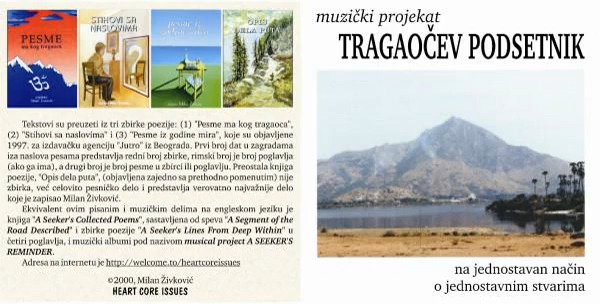 PESME
ma kog tragaoca
STIHOVI SA
NASLOVIMA
PESME IZ
OPIS
DELA PUTA
Tekstovi su preuzeti iz tri zbirke poezije: (1) "Pesme ma kog tragaoca",
(2) "Stihovi sa naslovima" i (3) "Pesme iz godine mira", koje su objavljene
1997. za izdavačku agenciju "Jutro" iz Beograda. Prvi broj dat u zagradama
iza naslova pesama predstavlja redni broj zbirke, rimski broj je broj poglavlja
(ako ga ima), a drugi broj je broj pesme u zbirci ili poglavlju. Preostala knjiga
poezije, "Opis dela puta", (objavljena zajedno sa prethodno pomenutim) nije
zbirka, već celovito pesničko delo i predstavlja verovatno najvažnije delo
koje je zapisao Milan Živković.
Ekvivalent ovim pisanim i muzičkim delima na engleskom jeziku je
knjiga "A Seeker's Collected Poems", sastavljena od speva "A Segment of the
Road Described" i zbirke poezije "A Seeker's Lines From Deep Within" u
četiri poglavlja, i muzički albumi pod nazivom musical project A SEEKER'S
REMINDER.
Adresa na internetu je http://welcome.to/heartcoreissues
©2000, Milan Živković
HEART CORE ISSUES
muzički projekat
TRAGAOČEV PODSETNIK
na jednostavan način
o jednostavnim stvarima